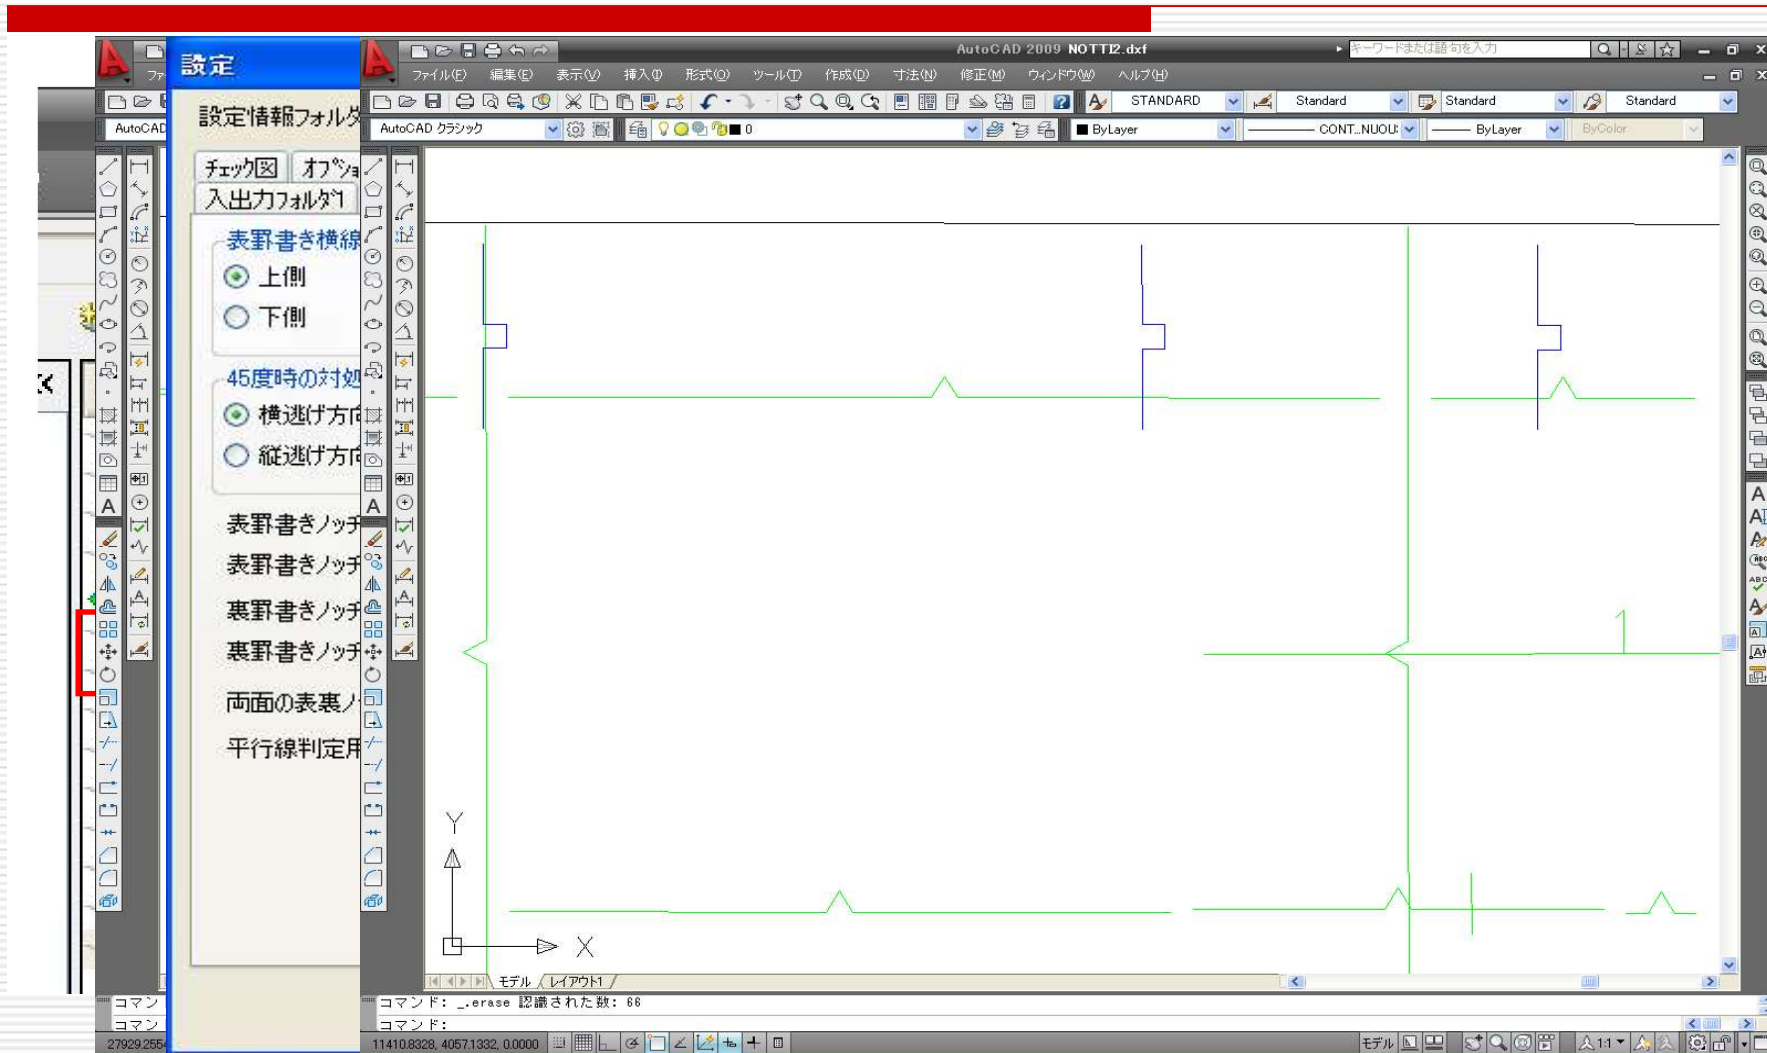 AutoCAD 2009 NOTTI2.dxf
キーワードまたは語句を入力
設定
ファイル(F) 編集(E) 表示(V) 挿入(I) 形式(O) ツール(T) 作成(D) 寸法(N) 修正(M) ウィンドウ(W) ヘルプ(H)
設定情報フォルダ
STANDARD Standard Standard Standard
AutoCAD
AutoCAD クラシック
0
ByLayer
CONT...NUOU:
ByLayer
ByColor
チェック図
入出力フォルダ1
表罫書き横線
上側
下側
45度時の対処
横逃げ方向
縦逃げ方向
表罫書きノッチ
表罫書きノッチ
裏罫書きノッチ
裏罫書きノッチ
両面の表裏ノ
平行線判定用
1
Y
X
モデル レイアウト1
コマン
コマン
コマンド: _.erase 認識された数: 66
コマンド:
27929.2554
11410.8328, 4057.1332, 0.0000
モデル
1:1